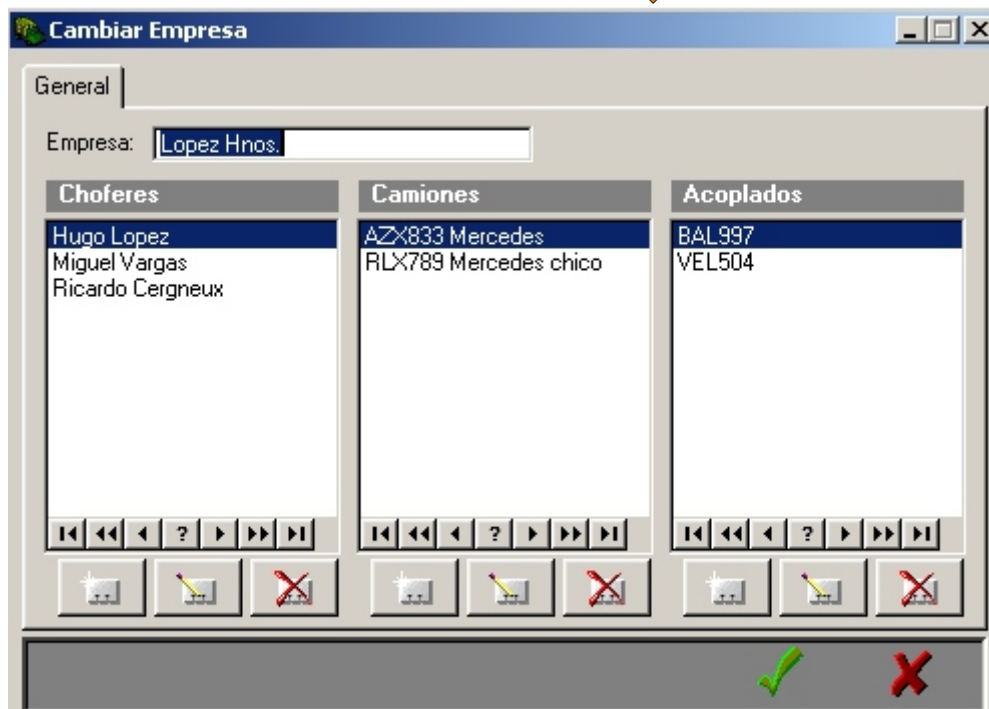 Cambiar Empresa
General
Empresa: Lopez Hnos.
Choferes
Hugo Lopez
Miguel Vargas
Ricardo Cergneux
?
Camiones
AZX833 Mercedes
RLX789 Mercedes chico
?
Acoplados
BAL997
VEL504
?